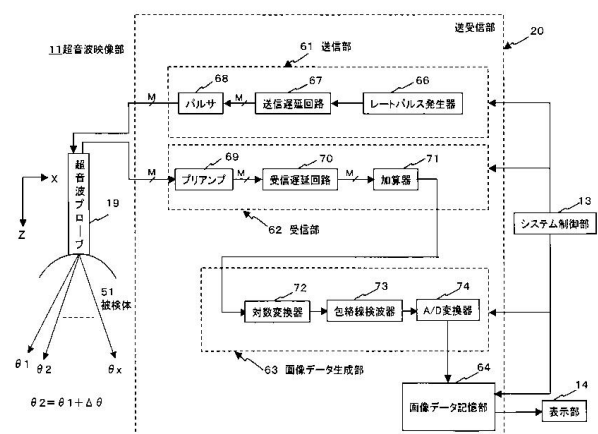 送受信部
20
11超音波映像部
61 送信部
68
67
66
M
パルサ
M
送信遅延回路
レートパルス発生器
69
70
71
M
プリアンプ
M
受信遅延回路
M
加算器
62 受信部
X
Z
超音波プローブ
19
13
システム制御部
51
被検体
θ1
θ2
θx
θ2=θ1+Δθ
72
73
74
対数変換器
包絡線検波器
A/D変換器
63 画像データ生成部
64
画像データ記憶部
14
表示部